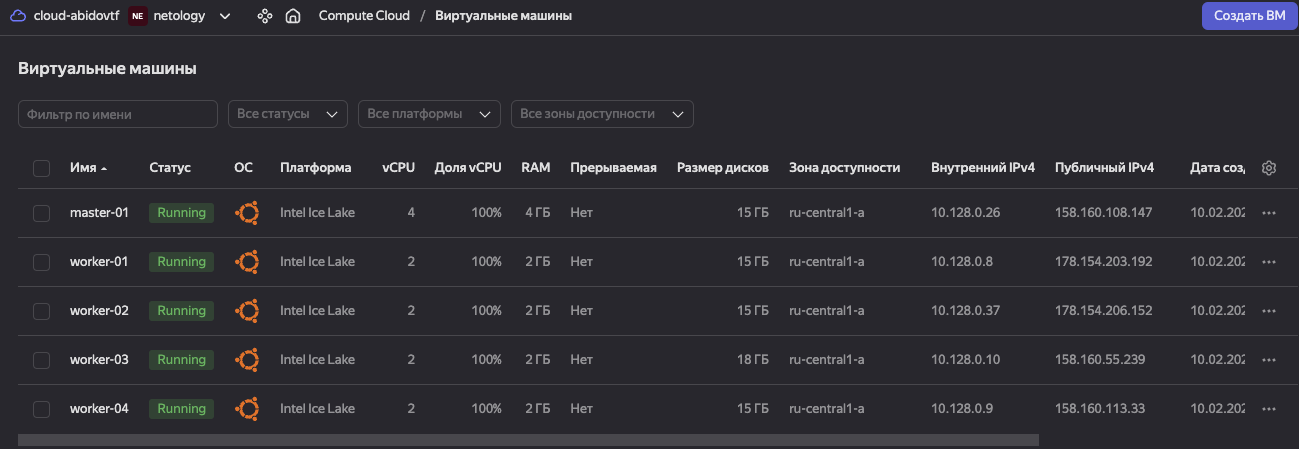 cloud-abidovtf NE netology Compute Cloud / Виртуальные машины Создать ВМ
Виртуальные машины
Фильтр по имени Все статусы Все платформы Все зоны доступности
Имя Статус ОС Платформа vCPU Доля vCPU RAM Прерываемая Размер дисков Зона доступности Внутренний IPv4 Публичный IPv4 Дата созд
master-01 Running Intel Ice Lake 4 100% 4 ГБ Нет 15 ГБ ru-central1-a 10.128.0.26 158.160.108.147 10.02.202
worker-01 Running Intel Ice Lake 2 100% 2 ГБ Нет 15 ГБ ru-central1-a 10.128.0.8 178.154.203.192 10.02.202
worker-02 Running Intel Ice Lake 2 100% 2 ГБ Нет 15 ГБ ru-central1-a 10.128.0.37 178.154.206.152 10.02.202
worker-03 Running Intel Ice Lake 2 100% 2 ГБ Нет 18 ГБ ru-central1-a 10.128.0.10 158.160.55.239 10.02.202
worker-04 Running Intel Ice Lake 2 100% 2 ГБ Нет 15 ГБ ru-central1-a 10.128.0.9 158.160.113.33 10.02.202